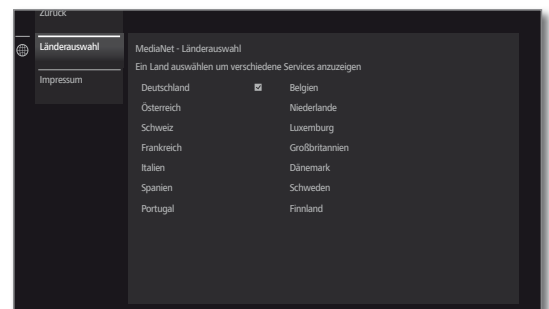 Zurück
Länderauswahl
Impressum
MediaNet - Länderauswahl
Ein Land auswählen um verschiedene Services anzuzeigen
Deutschland Belgien
Österreich Niederlande
Schweiz Luxemburg
Frankreich Großbritannien
Italien Dänemark
Spanien Schweden
Portugal Finnland